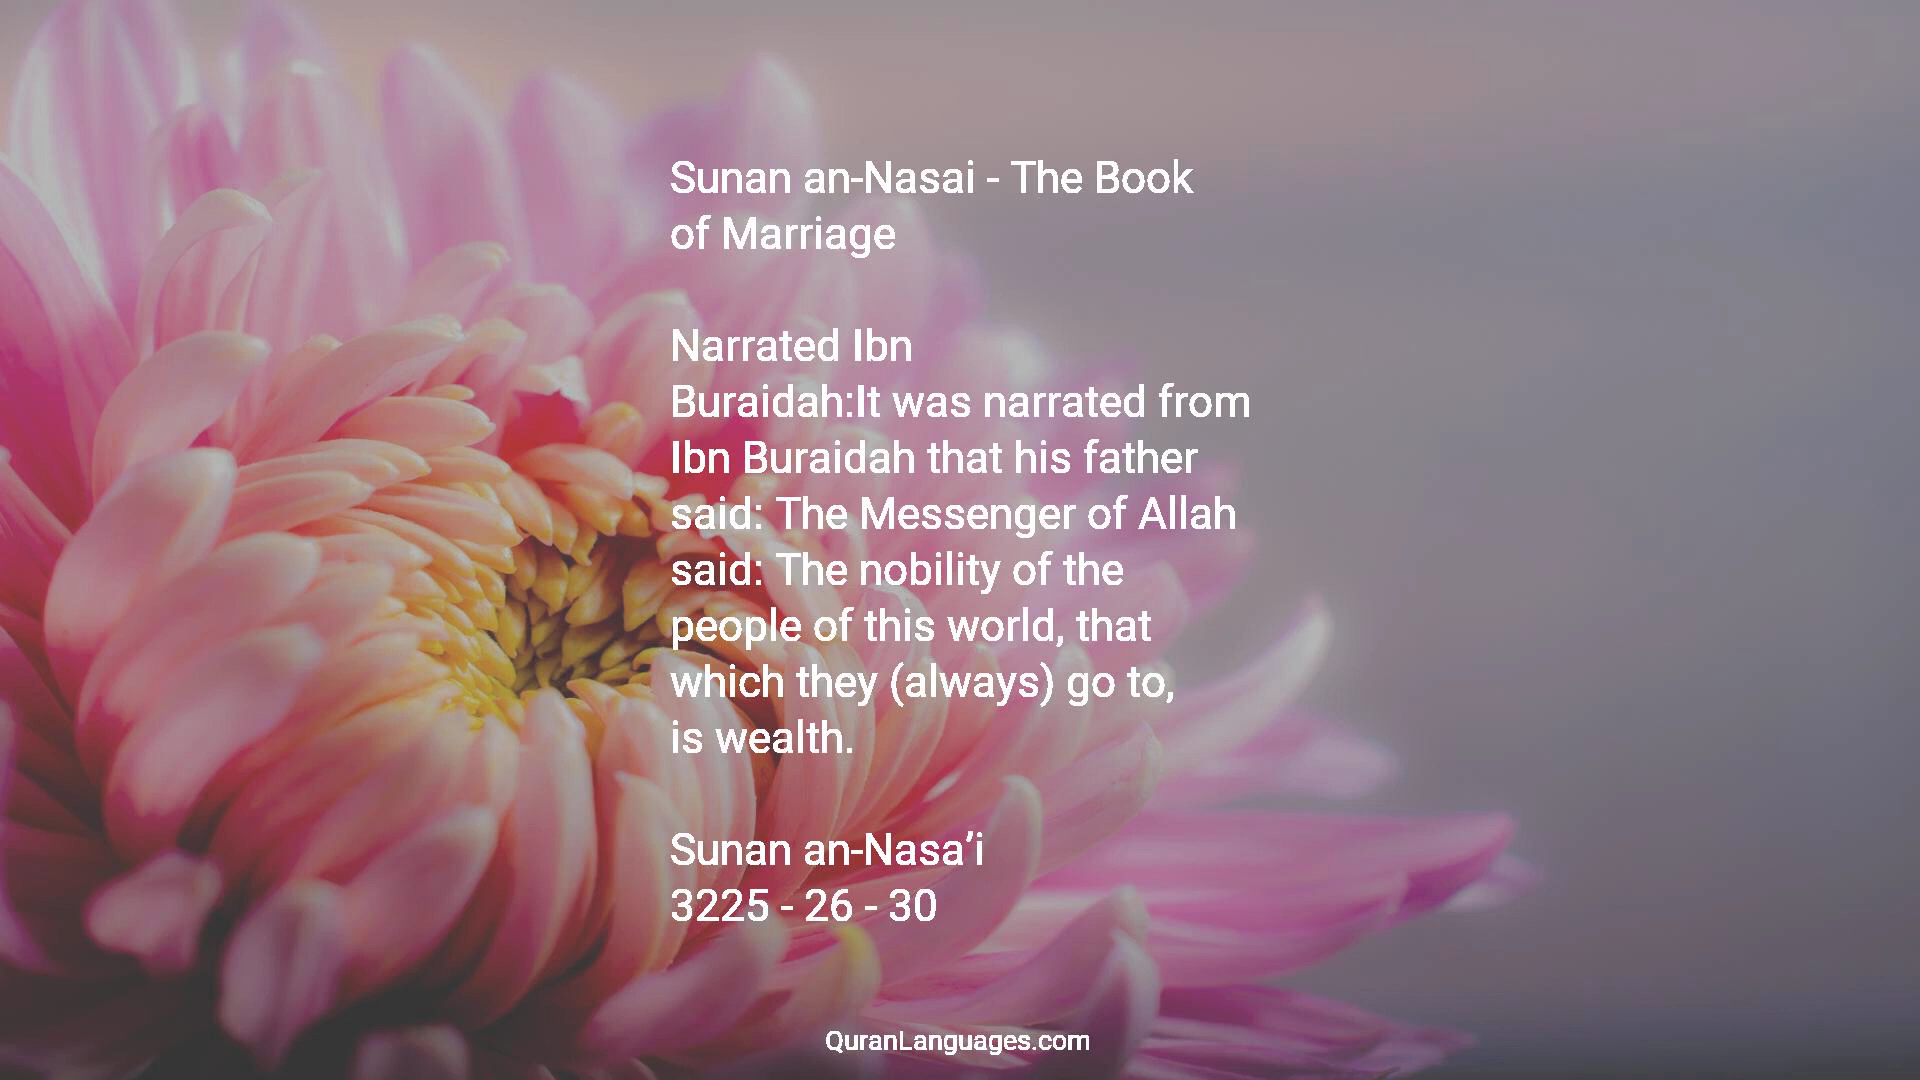 Sunan an-Nasai - The Book
of Marriage
Narrated Ibn
Buraidah:It was narrated from
Ibn Buraidah that his father
said: The Messenger of Allah
said: The nobility of the
people of this world, that
which they (always) go to,
is wealth.
Sunan an-Nasa’i
3225 - 26 - 30
QuranLanguages.com